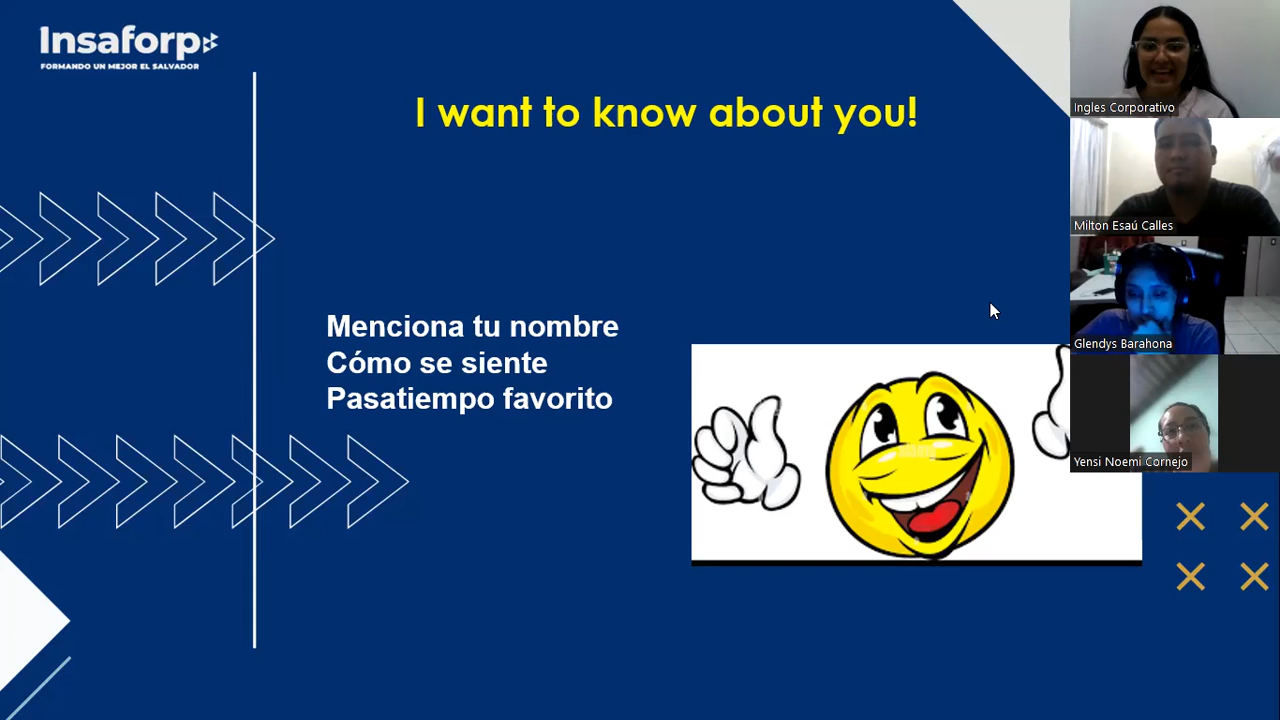 Insaforp
FORMANDO UN MEJOR EL SALVADOR
I want to know about you!
Menciona tu nombre
Cómo se siente
Pasatiempo favorito
Ingles Corporativo
Milton Esaú Calles
Glendys Barahona
Yensi Noemi Cornejo